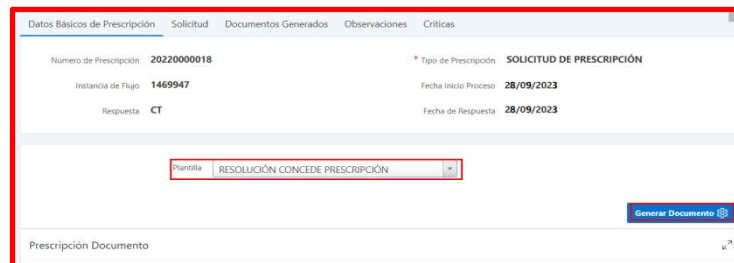 Datos Básicos de Prescripción Solicitud Documentos Generados Observaciones Críticas
Número de Prescripción 20220000018 * Tipo de Prescripción SOLICITUD DE PRESCRIPCIÓN
Instancia de Flujo 1469947 Fecha Inicio Proceso 28/09/2023
Respuesta CT Fecha de Respuesta 28/09/2023
Plantilla RESOLUCIÓN CONCEDE PRESCRIPCIÓN
Generar Documento
Prescripción Documento